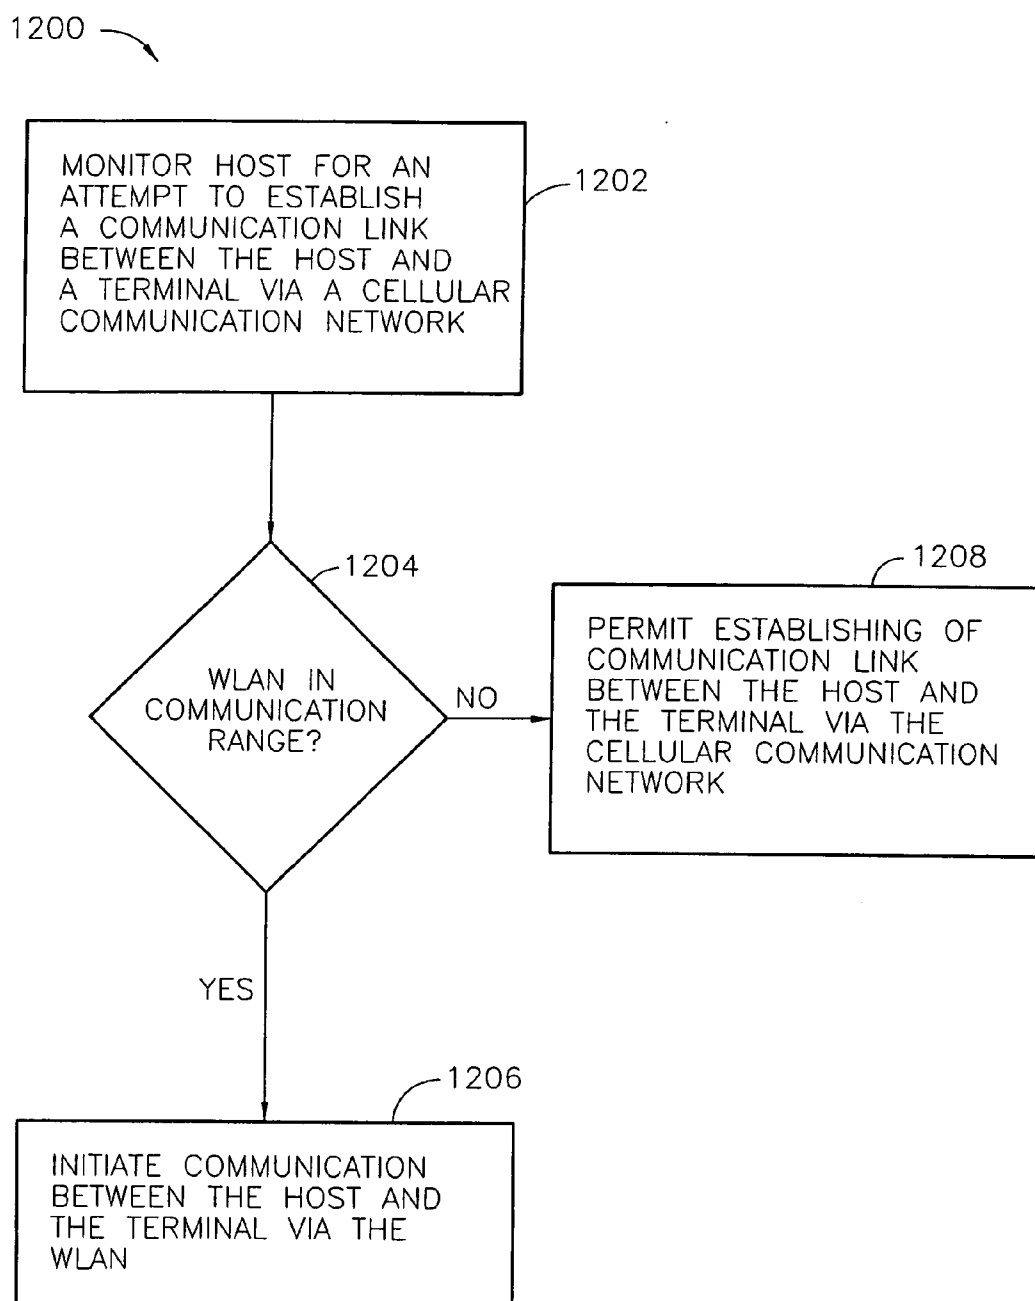 1200
MONITOR HOST FOR AN
ATTEMPT TO ESTABLISH
A COMMUNICATION LINK
BETWEEN THE HOST AND
A TERMINAL VIA A CELLULAR
COMMUNICATION NETWORK
1202
1204
WLAN IN
COMMUNICATION
RANGE?
NO
1208
PERMIT ESTABLISHING OF
COMMUNICATION LINK
BETWEEN THE HOST AND
THE TERMINAL VIA THE
CELLULAR COMMUNICATION
NETWORK
YES
1206
INITIATE COMMUNICATION
BETWEEN THE HOST AND
THE TERMINAL VIA THE
WLAN